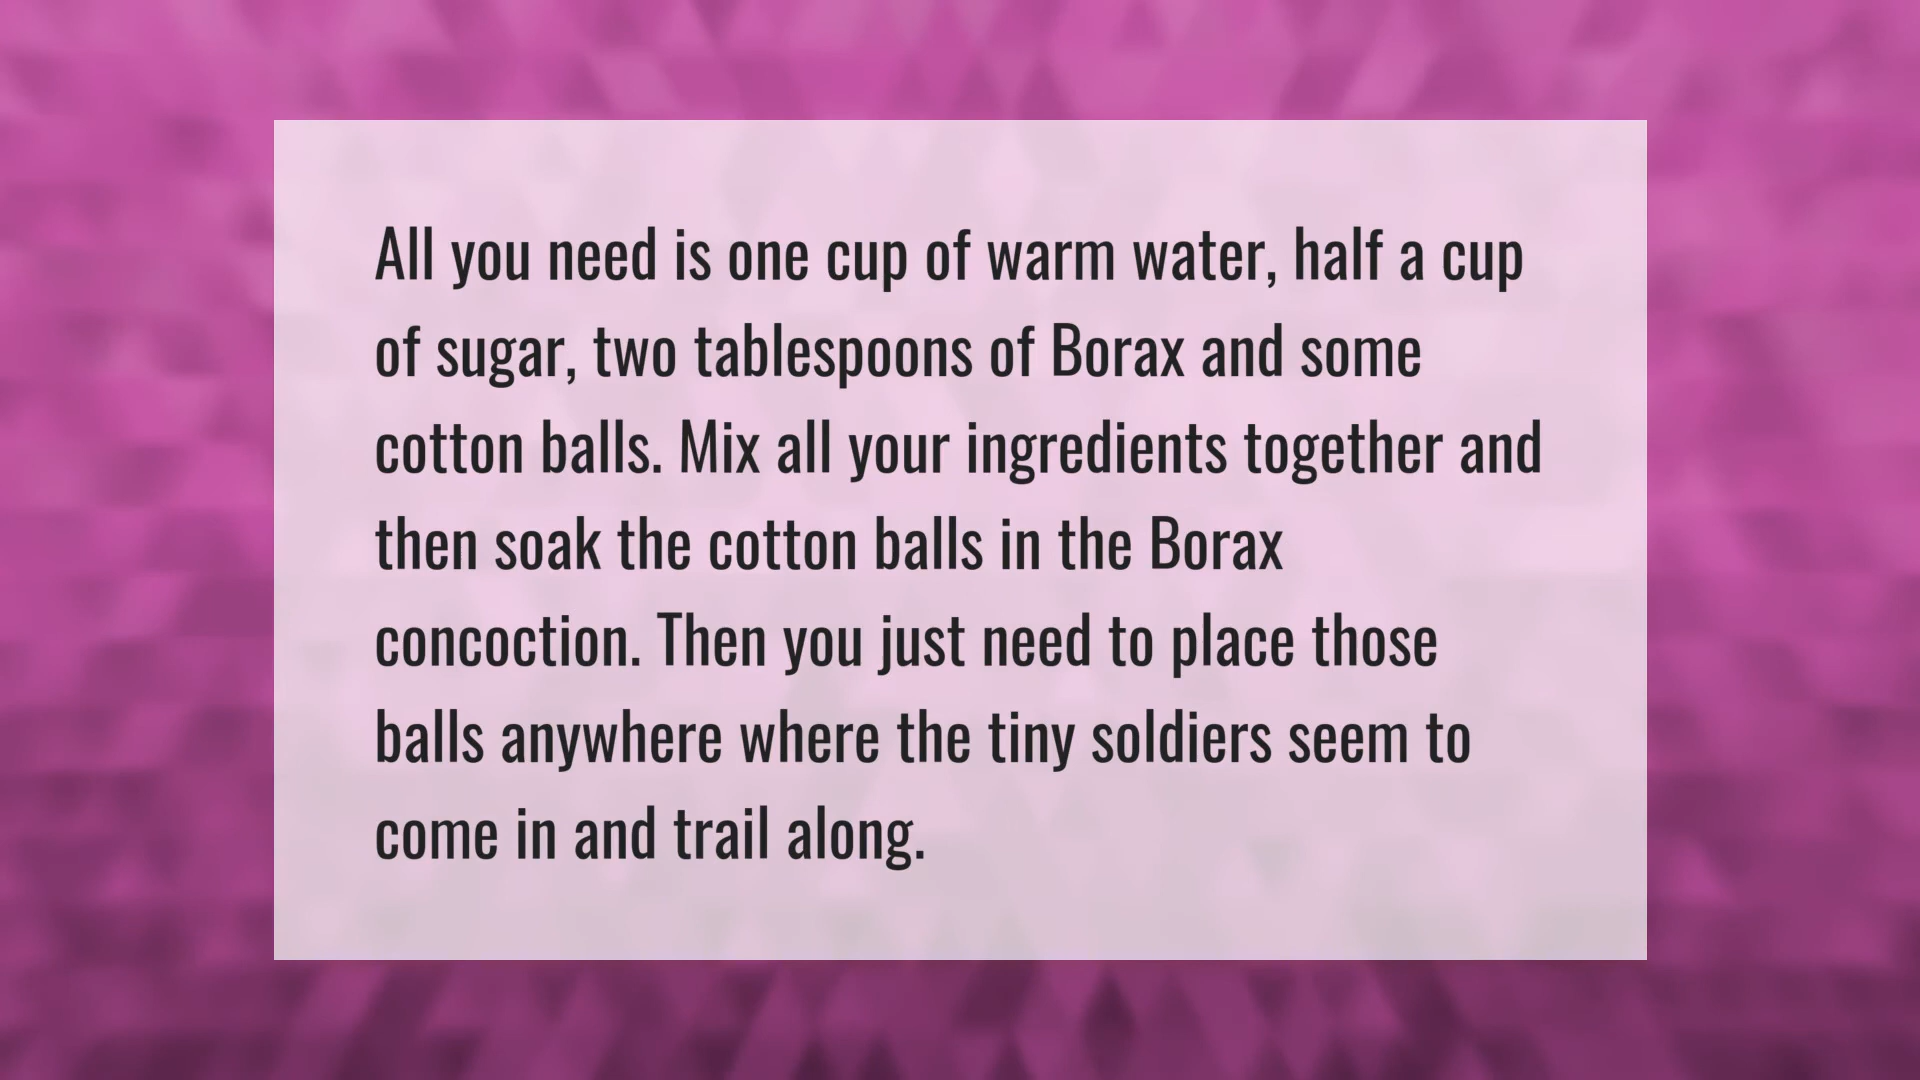 All you need is one cup of warm water, half a cup
of sugar, two tablespoons of Borax and some
cotton balls. Mix all your ingredients together and
then soak the cotton balls in the Borax
concoction. Then you just need to place those
balls anywhere where the tiny soldiers seem to
come in and trail along.